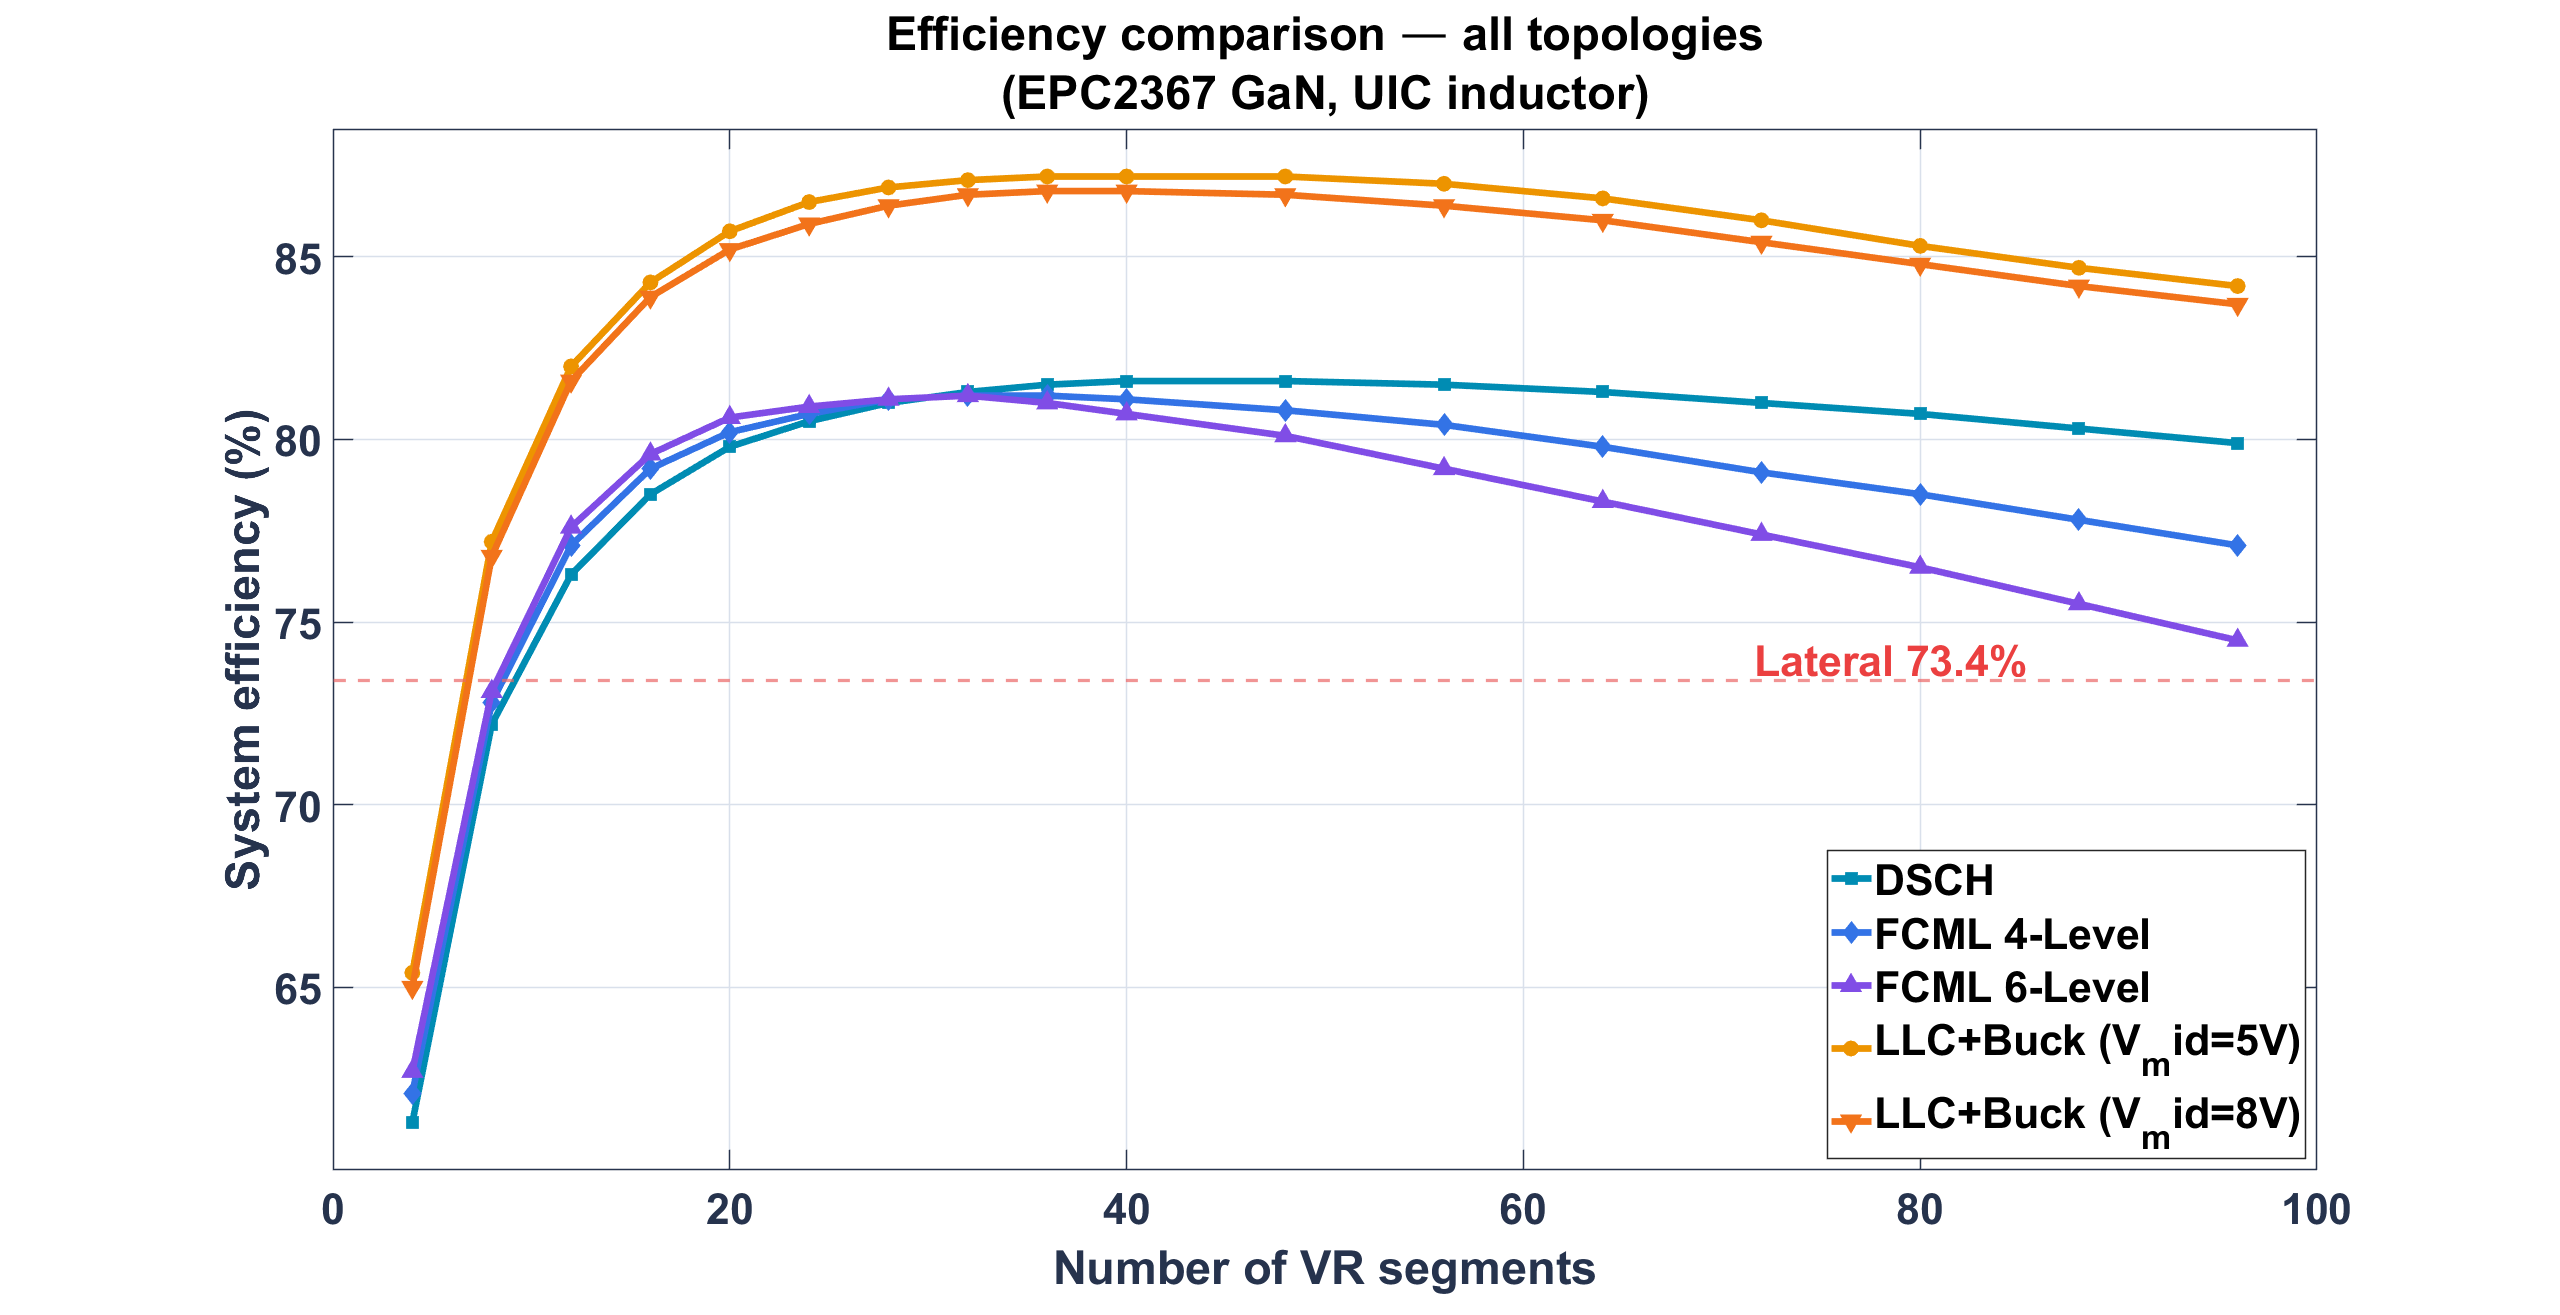 Efficiency comparison — all topologies
(EPC2367 GaN, UIC inductor)
System efficiency (%)
85
80
75
70
65
Lateral 73.4%
DSCH
FCML 4-Level
FCML 6-Level
LLC+Buck (Vmid=5V)
LLC+Buck (Vmid=8V)
0 20 40 60 80 100
Number of VR segments